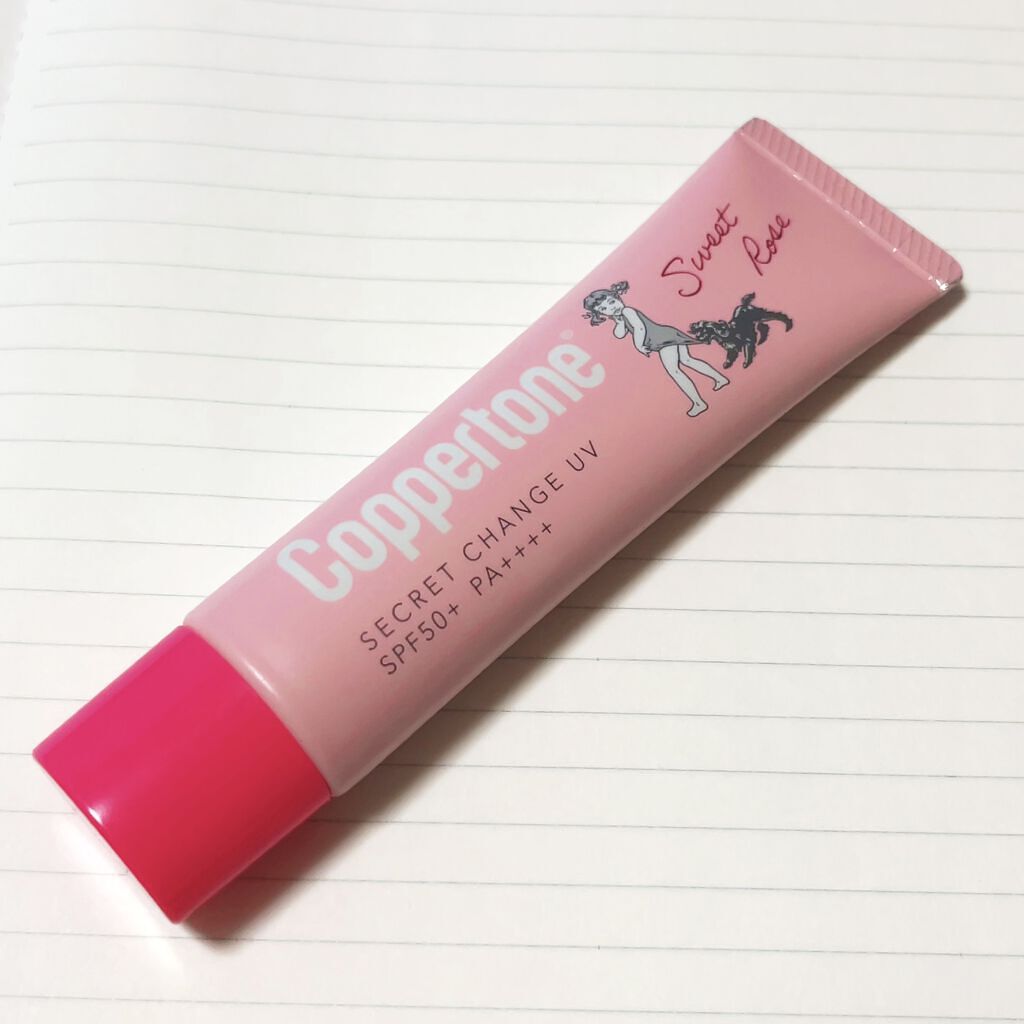 Sweet
Rose
Coppertone®
SECRET CHANGE UV
SPF50+ PA++++